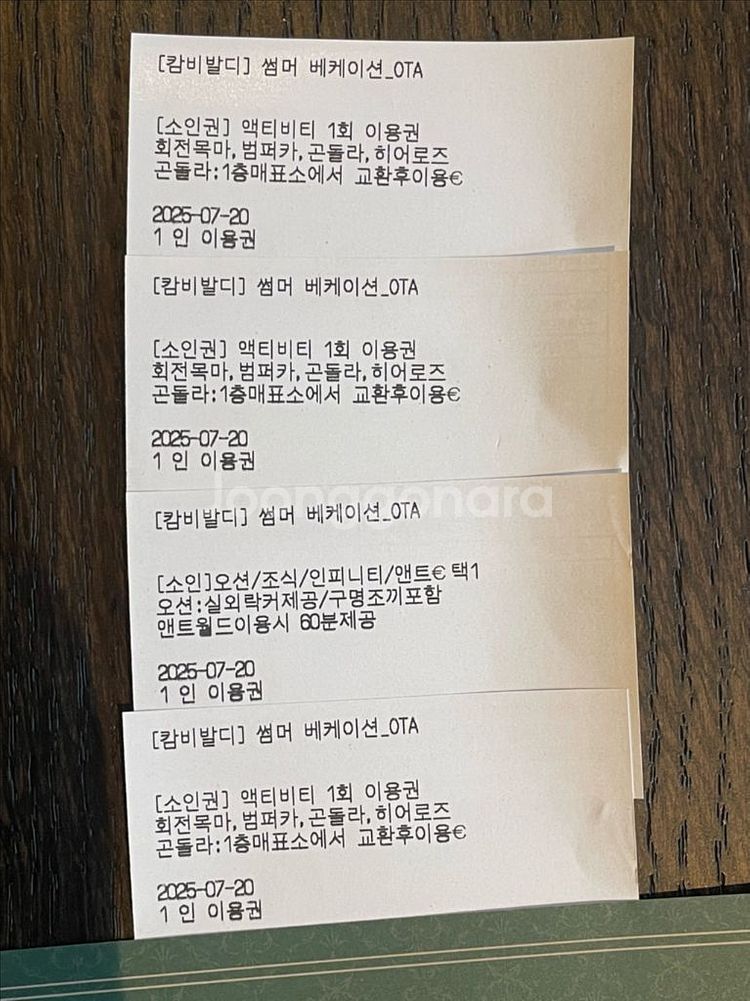 [캄비발디] 썸머 베케이션_OTA
[소인권] 액티비티 1회 이용권
회전목마,범퍼카,곤돌라,히어로즈
곤돌라:1층매표소에서 교환후이용€
2025-07-20
1 인 이용권
[캄비발디] 썸머 베케이션_OTA
[소인권] 액티비티 1회 이용권
회전목마,범퍼카,곤돌라,히어로즈
곤돌라:1층매표소에서 교환후이용€
2025-07-20
1 인 이용권
joonggonara
[캄비발디] 썸머 베케이션_OTA
[소인]오션/조식/인피니티/앤트€ 택1
오션:실외락커제공/구명조끼포함
앤트월드이용시 60분제공
2025-07-20
1 인 이용권
[캄비발디] 썸머 베케이션_OTA
[소인권] 액티비티 1회 이용권
회전목마,범퍼카,곤돌라,히어로즈
곤돌라:1층매표소에서 교환후이용€
2025-07-20
1 인 이용권